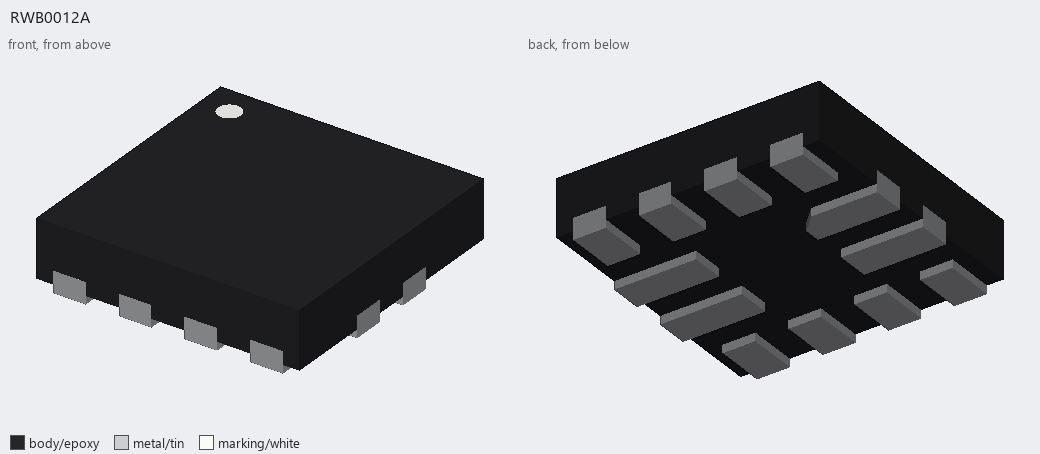 RWB0012A
front, from above
back, from below
body/epoxy
metal/tin
marking/white